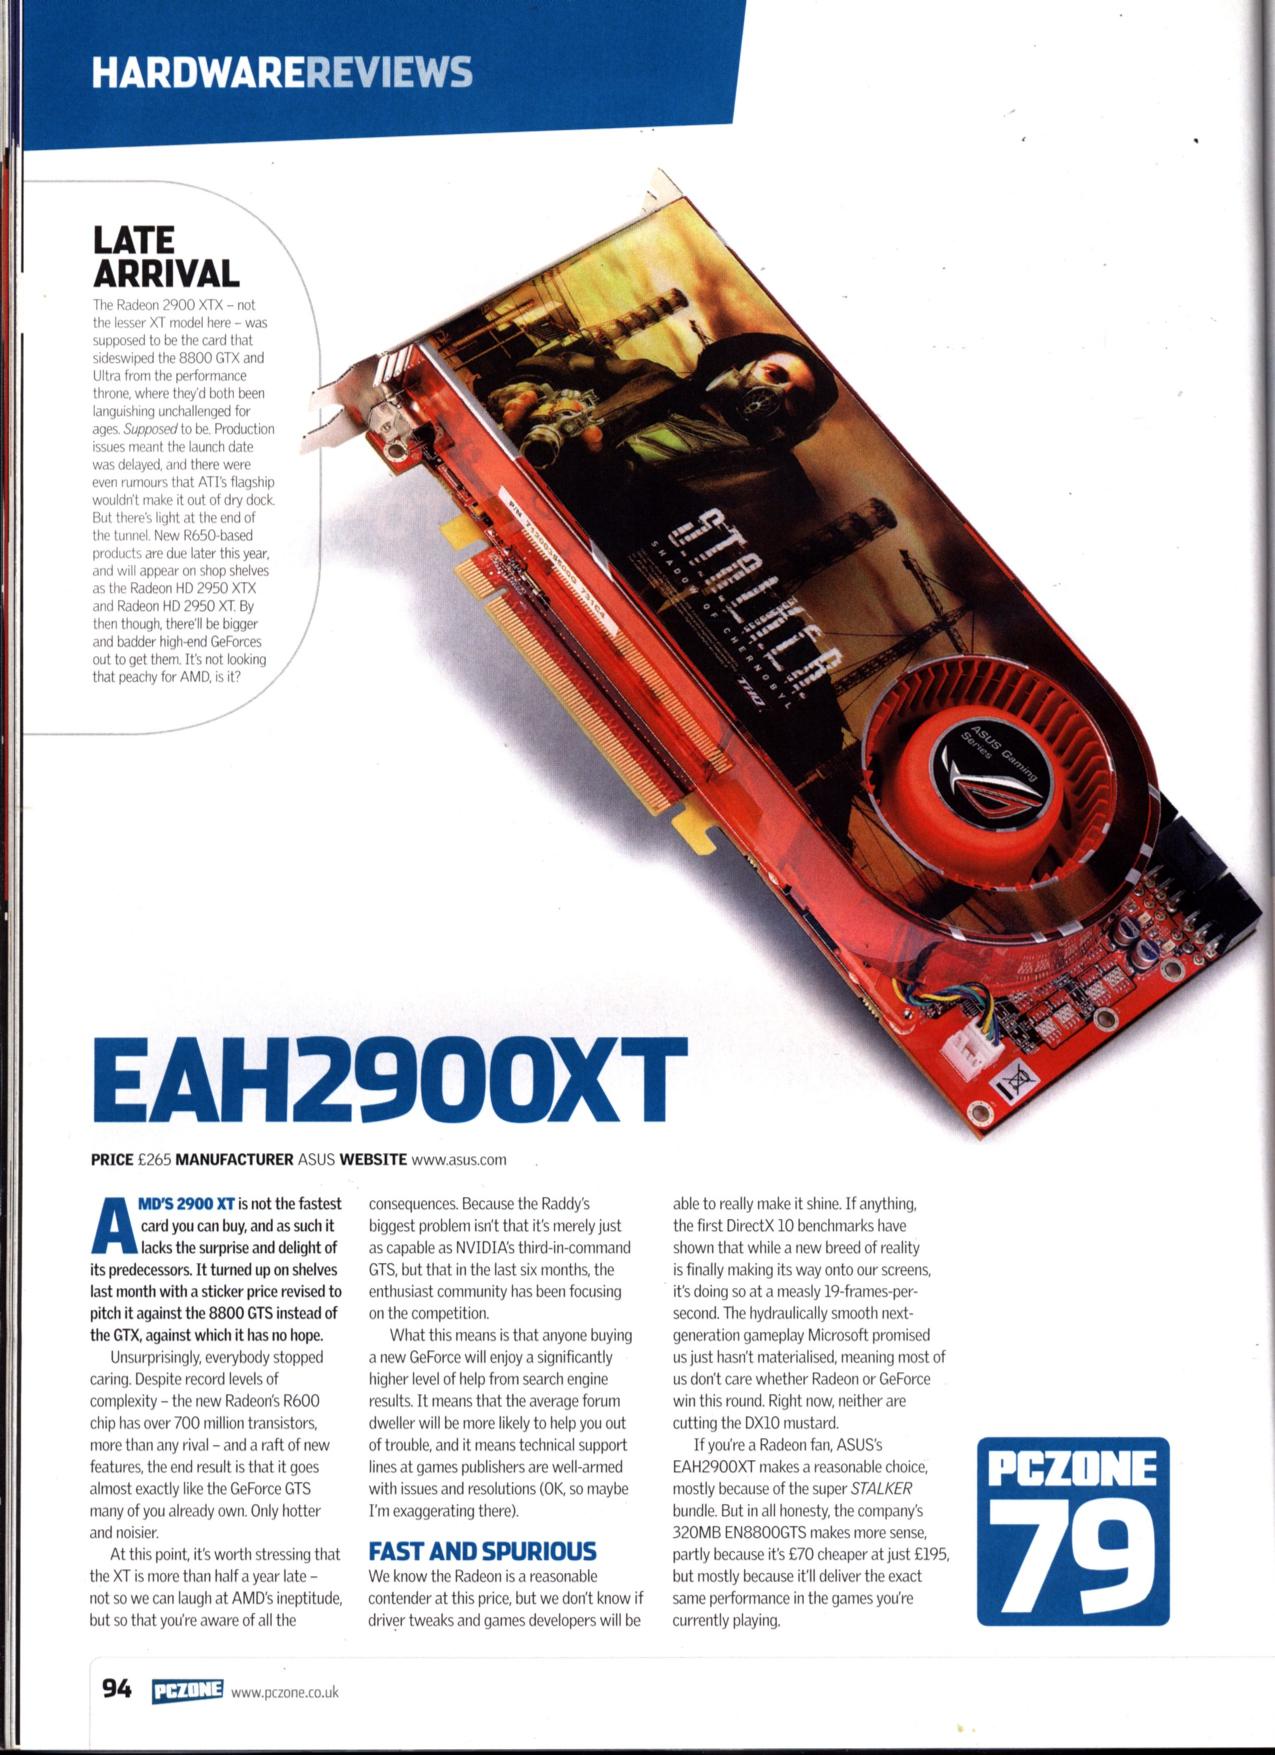 HARDWAREREVIEWS
LATE
ARRIVAL
The Radeon 2900 XTX – not
the lesser XT model here – was
supposed to be the card that
sideswiped the 8800 GTX and
Ultra from the performance
throne, where they'd both been
languishing unchallenged for
ages. Supposed to be. Production
issues meant the launch date
was delayed, and there were
even rumours that ATI's flagship
wouldn't make it out of dry dock.
But there's light at the end of
the tunnel. New R650-based
products are due later this year,
and will appear on shop shelves
as the Radeon HD 2950 XTX
and Radeon HD 2950 XT. By
then though, there'll be bigger
and badder high-end GeForces
out to get them. It's not looking
that peachy for AMD, is it?
S.T.A.L.K.E.R
SHADOW OF CHERNOBYL
THQ
ASUS Gaming
Series
EAH2900XT
PRICE £265 MANUFACTURER ASUS WEBSITE www.asus.com
AMD'S 2900 XT is not the fastest
card you can buy, and as such it
lacks the surprise and delight of
its predecessors. It turned up on shelves
last month with a sticker price revised to
pitch it against the 8800 GTS instead of
the GTX, against which it has no hope.
Unsurprisingly, everybody stopped
caring. Despite record levels of
complexity – the new Radeon's R600
chip has over 700 million transistors,
more than any rival – and a raft of new
features, the end result is that it goes
almost exactly like the GeForce GTS
many of you already own. Only hotter
and noisier.
At this point, it's worth stressing that
the XT is more than half a year late –
not so we can laugh at AMD's ineptitude,
but so that you're aware of all the
consequences. Because the Raddy's
biggest problem isn't that it's merely just
as capable as NVIDIA's third-in-command
GTS, but that in the last six months, the
enthusiast community has been focusing
on the competition.
What this means is that anyone buying
a new GeForce will enjoy a significantly
higher level of help from search engine
results. It means that the average forum
dweller will be more likely to help you out
of trouble, and it means technical support
lines at games publishers are well-armed
with issues and resolutions (OK, so maybe
I'm exaggerating there).
FAST AND SPURIOUS
We know the Radeon is a reasonable
contender at this price, but we don't know if
driver tweaks and games developers will be
able to really make it shine. If anything,
the first DirectX 10 benchmarks have
shown that while a new breed of reality
is finally making its way onto our screens,
it's doing so at a measly 19-frames-per-
second. The hydraulically smooth next-
generation gameplay Microsoft promised
us just hasn't materialised, meaning most of
us don't care whether Radeon or GeForce
win this round. Right now, neither are
cutting the DX10 mustard.
If you're a Radeon fan, ASUS's
EAH2900XT makes a reasonable choice,
mostly because of the super STALKER
bundle. But in all honesty, the company's
320MB EN8800GTS makes more sense,
partly because it's £70 cheaper at just £195,
but mostly because it'll deliver the exact
same performance in the games you're
currently playing.
PCZONE
79
94 PCZONE www.pczone.co.uk